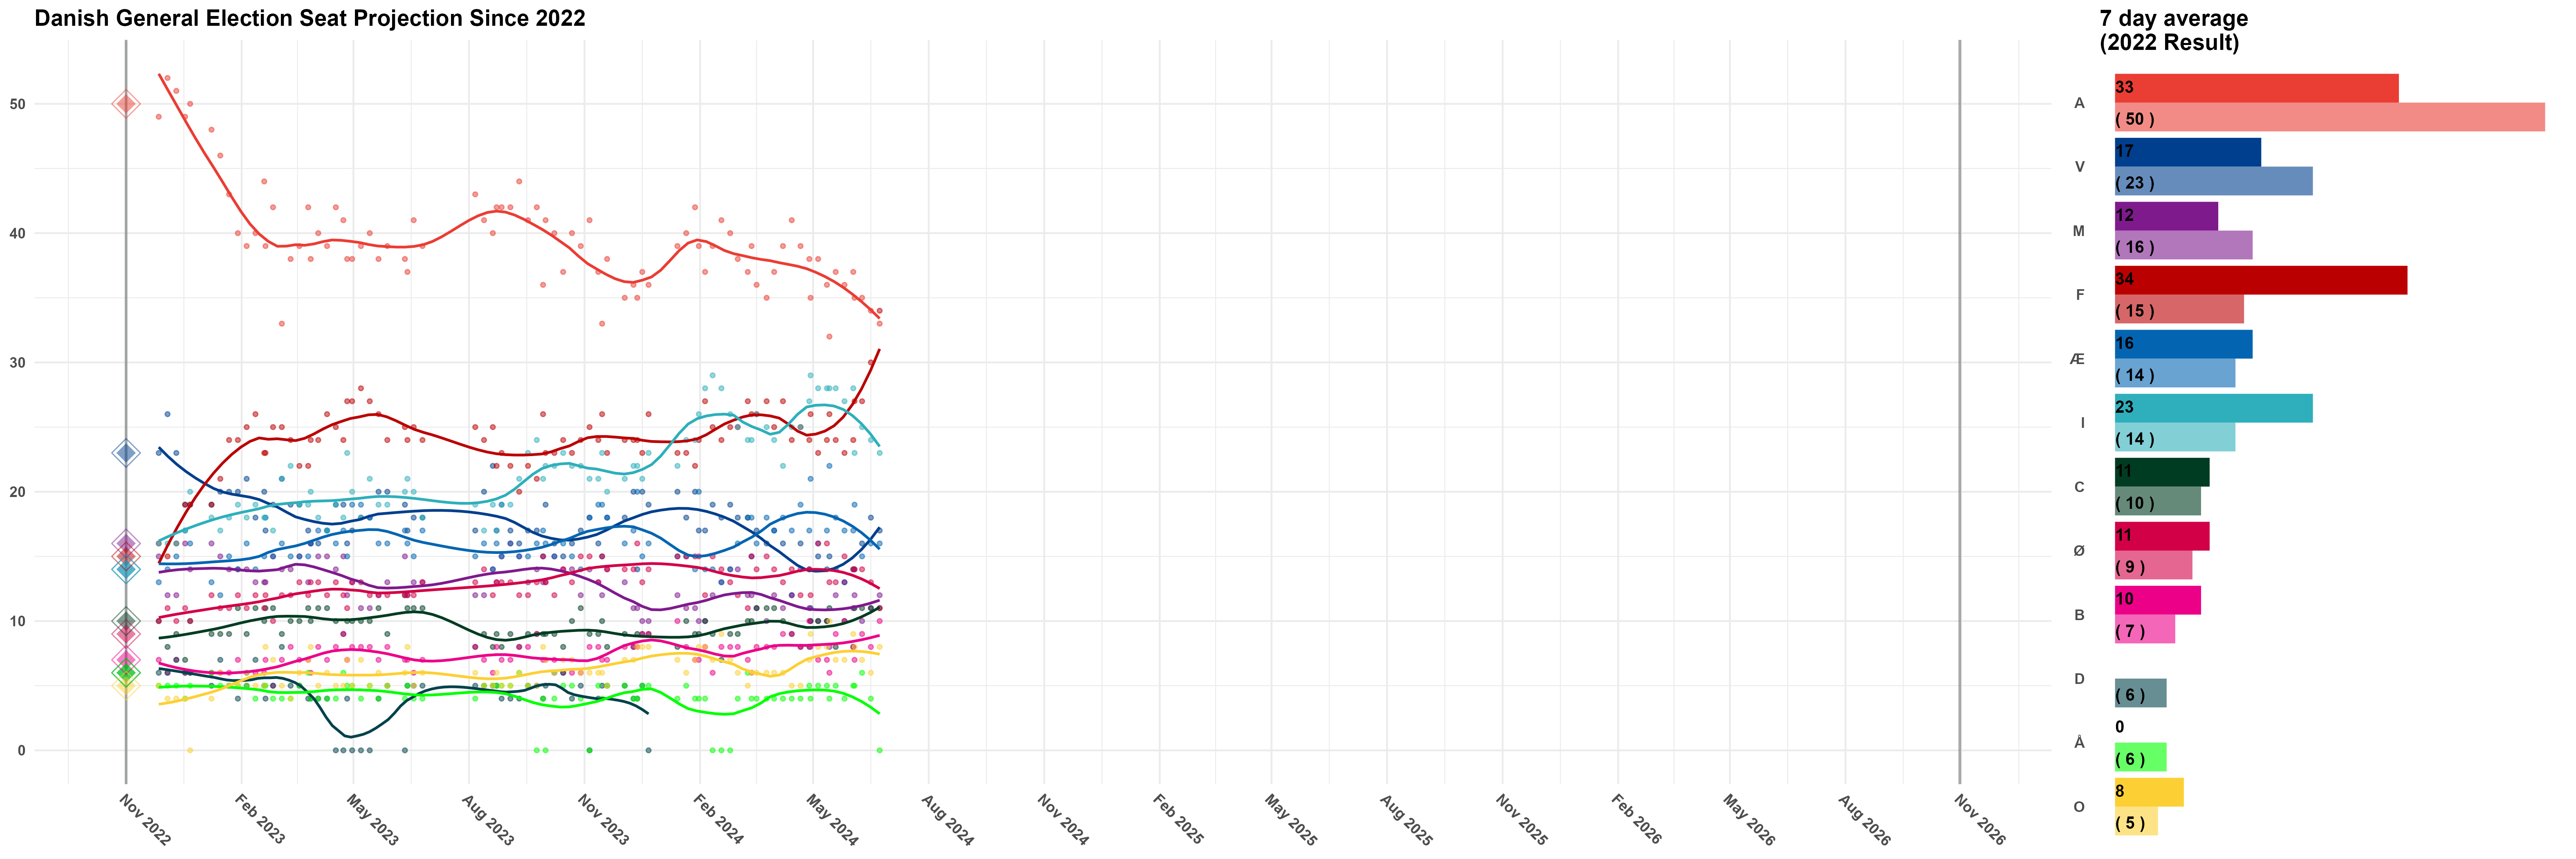 Danish General Election Seat Projection Since 2022
7 day average
(2022 Result)
50
40
30
20
10
0
Nov 2022
Feb 2023
May 2023
Aug 2023
Nov 2023
Feb 2024
May 2024
Aug 2024
Nov 2024
Feb 2025
May 2025
Aug 2025
Nov 2025
Feb 2026
May 2026
Aug 2026
Nov 2026
A
33
( 50 )
V
17
( 23 )
M
12
( 16 )
F
34
( 15 )
Æ
16
( 14 )
I
23
( 14 )
C
11
( 10 )
Ø
11
( 9 )
B
10
( 7 )
D
( 6 )
Å
0
( 6 )
O
8
( 5 )